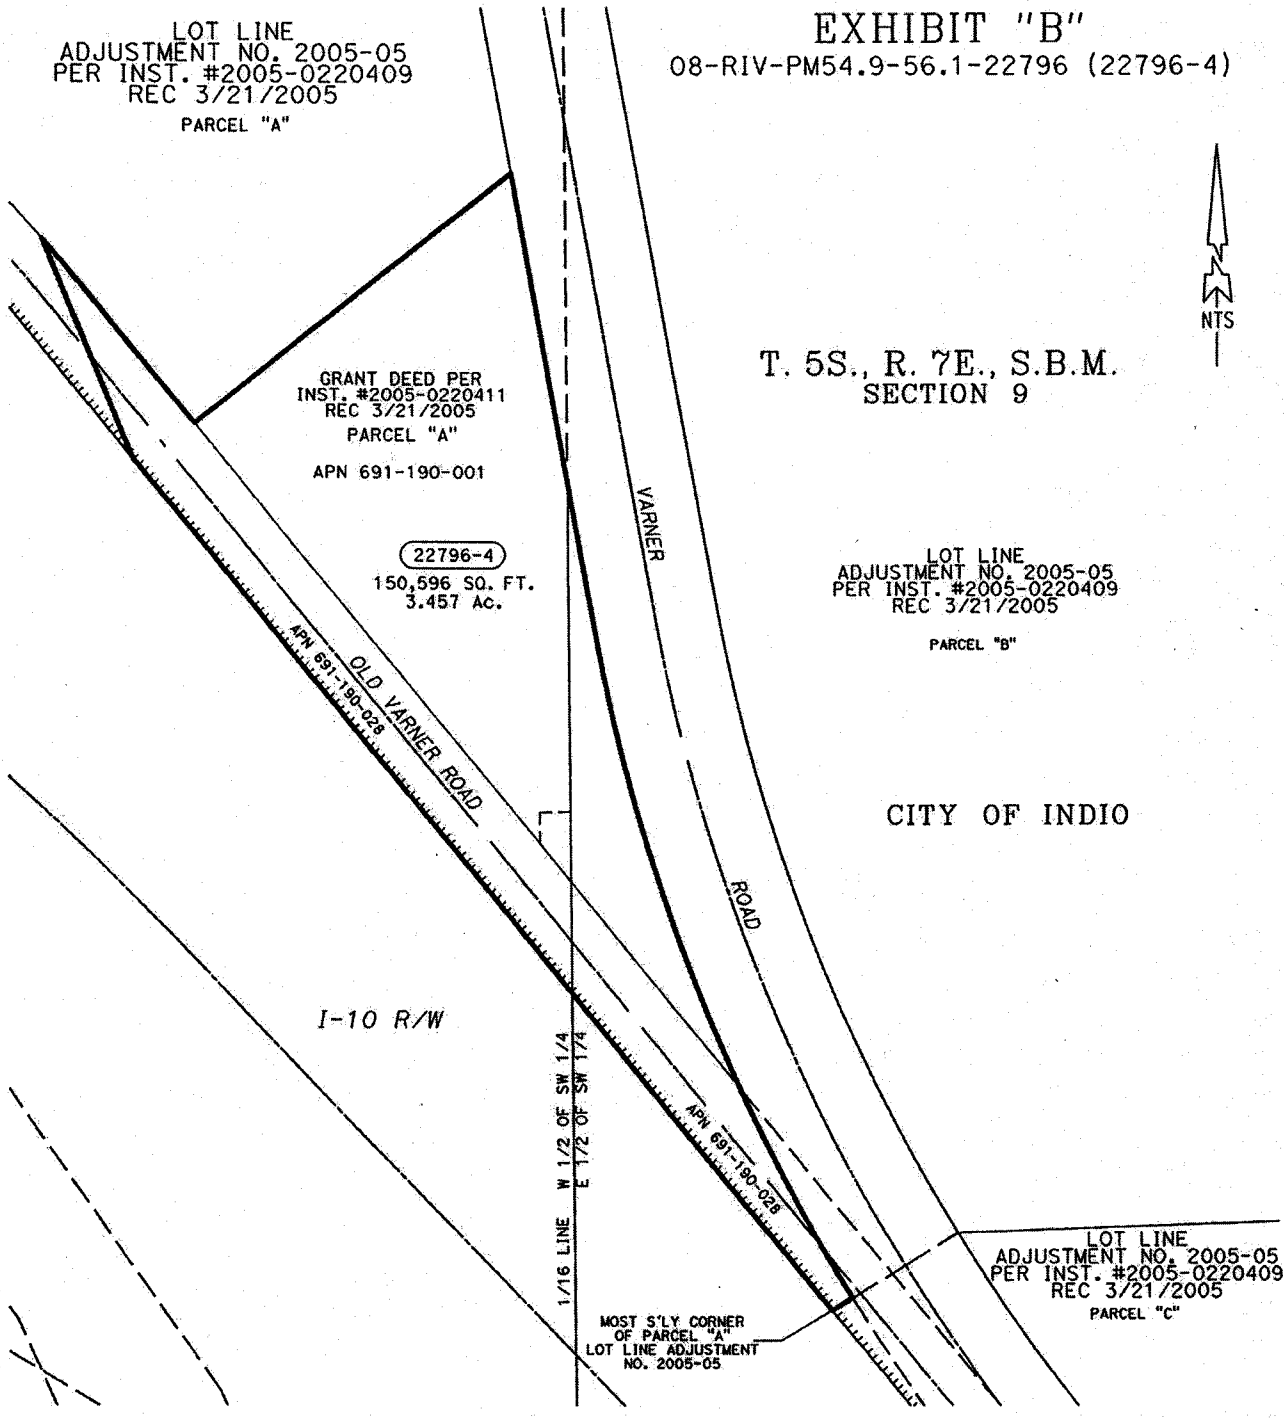 LOT LINE
ADJUSTMENT NO. 2005-05
PER INST. #2005-0220409
REC 3/21/2005
PARCEL "A"
EXHIBIT "B"
08-RIV-PM54.9-56.1-22796 (22796-4)
N
NTS
T. 5S., R. 7E., S.B.M.
SECTION 9
GRANT DEED PER
INST. #2005-0220411
REC 3/21/2005
PARCEL "A"
APN 691-190-001
22796-4
150,596 SQ. FT.
3.457 Ac.
VARNER
LOT LINE
ADJUSTMENT NO. 2005-05
PER INST. #2005-0220409
REC 3/21/2005
PARCEL "B"
APN 691-190-028
OLD VARNER ROAD
CITY OF INDIO
ROAD
I-10 R/W
1/16 LINE W 1/2 OF SW 1/4
E 1/2 OF SW 1/4
APN 691-190-028
LOT LINE
ADJUSTMENT NO. 2005-05
PER INST. #2005-0220409
REC 3/21/2005
PARCEL "C"
MOST S'LY CORNER
OF PARCEL "A"
LOT LINE ADJUSTMENT
NO. 2005-05